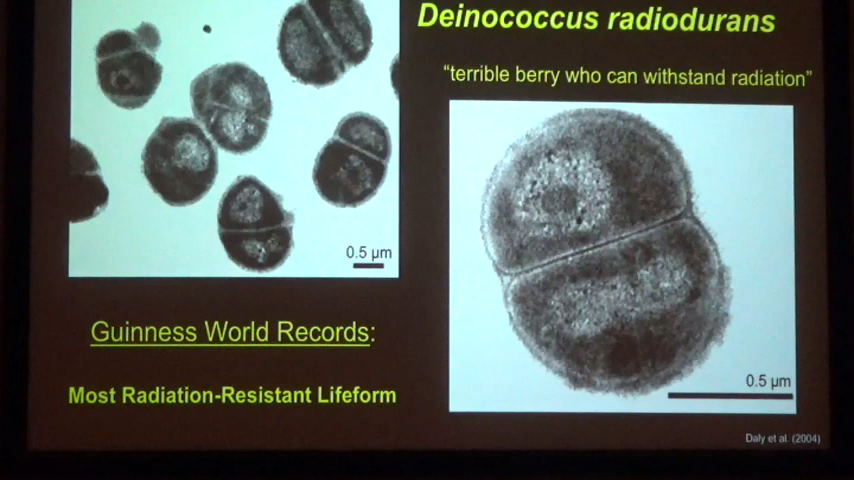 Deinococcus radiodurans
“terrible berry who can withstand radiation”
0.5 µm
Guinness World Records:
Most Radiation-Resistant Lifeform
0.5 µm
Daly et al. (2004)